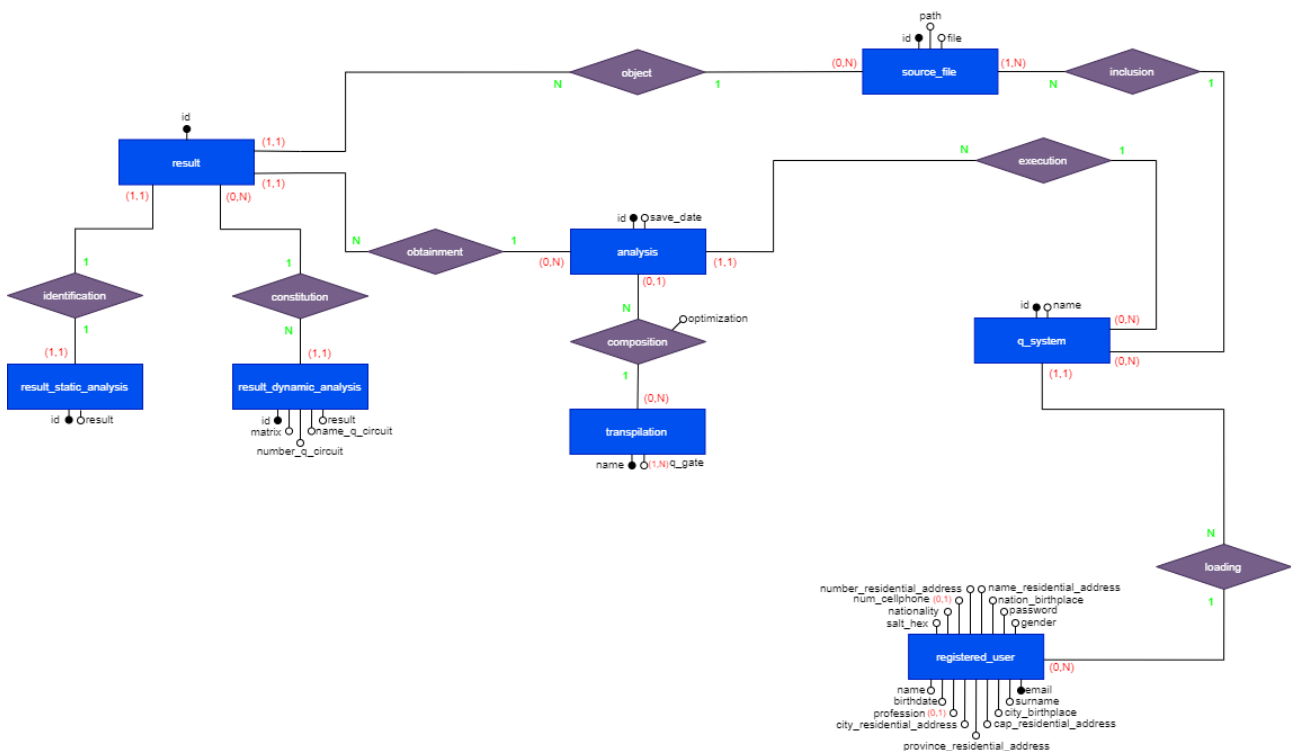 path
id
file
(0,N)
source_file
(1,N)
object
N
1
inclusion
N
1
id
(1,1)
result
(1,1)
(1,1)
(0,N)
N
execution
1
id
save_date
analysis
N
obtainment
1
(0,N)
(1,1)
(0,1)
1
identification
1
1
constitution
N
N
optimization
composition
1
id
name
q_system
(0,N)
(0,N)
(1,1)
(1,1)
result_static_analysis
id
result
(1,1)
result_dynamic_analysis
id
result
matrix
name_q_circuit
number_q_circuit
(0,N)
transpilation
name
(1,N)
q_gate
N
loading
1
number_residential_address
name_residential_address
num_cellphone (0,1)
nation_birthplace
nationality
password
salt_hex
gender
registered_user
(0,N)
name
email
birthdate
surname
profession (0,1)
city_birthplace
city_residential_address
cap_residential_address
province_residential_address